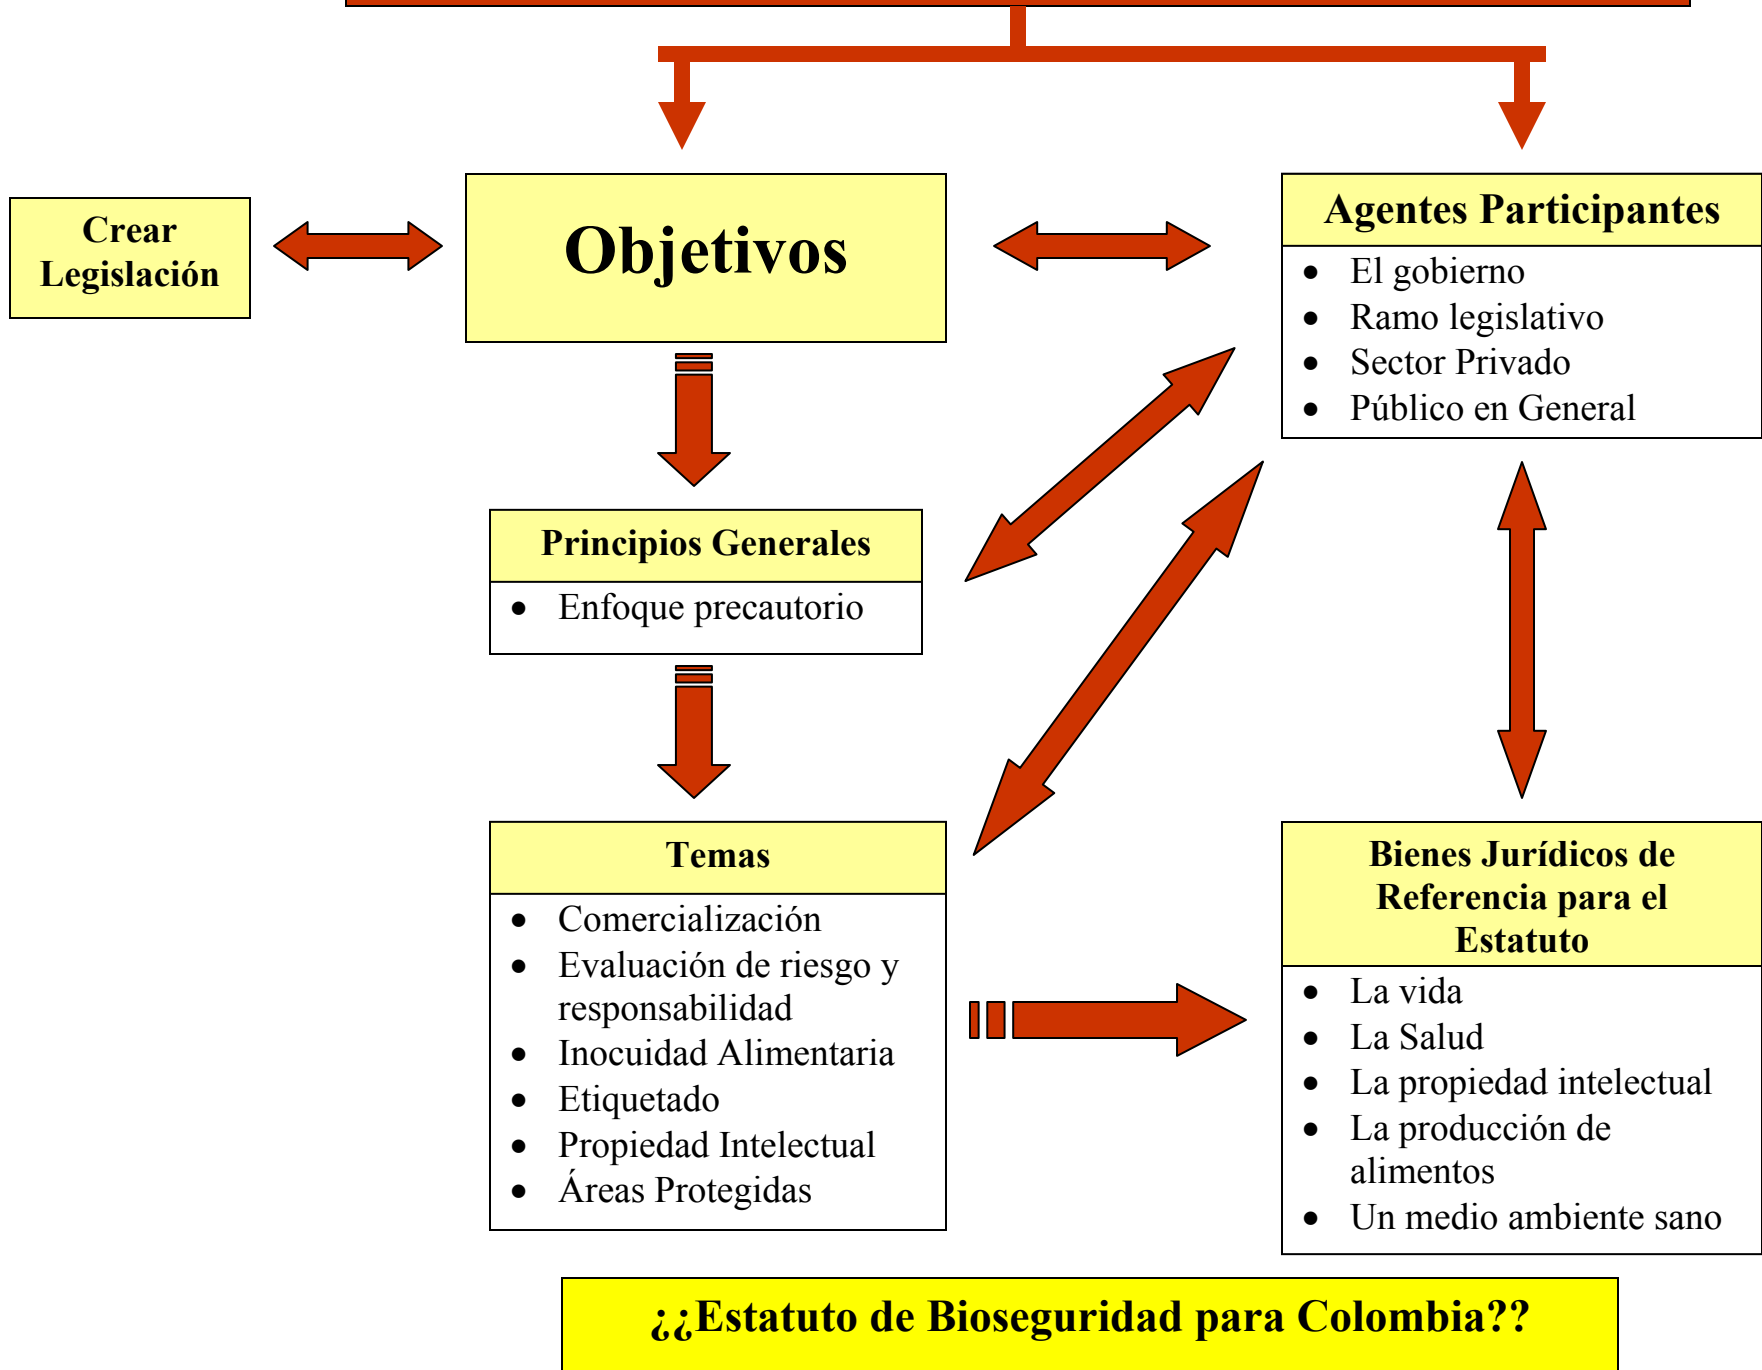 Crear
Legislación
Objetivos
Agentes Participantes
• El gobierno
• Ramo legislativo
• Sector Privado
• Público en General
Principios Generales
• Enfoque precautorio
Temas
• Comercialización
• Evaluación de riesgo y
responsabilidad
• Inocuidad Alimentaria
• Etiquetado
• Propiedad Intelectual
• Áreas Protegidas
Bienes Jurídicos de
Referencia para el
Estatuto
• La vida
• La Salud
• La propiedad intelectual
• La producción de
alimentos
• Un medio ambiente sano
¿¿Estatuto de Bioseguridad para Colombia??